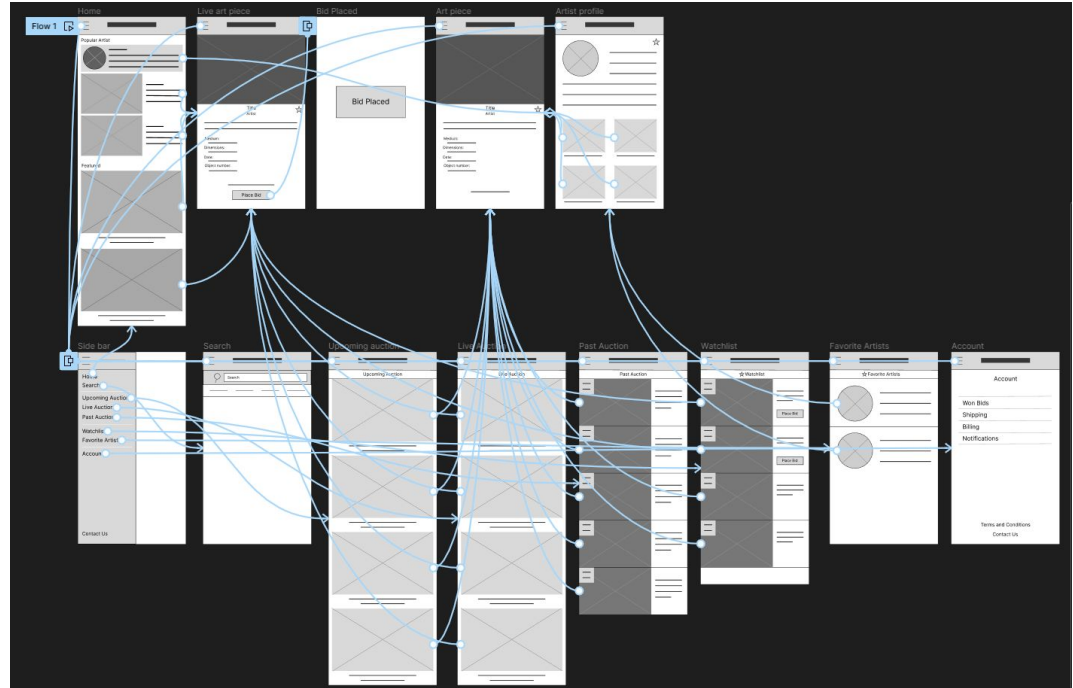 Home
Live art piece
Bid Placed
Art piece
Artist profile
Flow 1
Popular Artist
Featured
Title
Artist
Medium:
Dimensions:
Date:
Object number:
Place Bid
Bid Placed
Title
Artist
Medium:
Dimensions:
Date:
Object number:
Side bar
Search
Upcoming auction
Live Auction
Past Auction
Watchlist
Favorite Artists
Account
Home
Search
Upcoming Auction
Live Auction
Past Auction
Watchlist
Favorite Artist
Account
Contact Us
Search
Upcoming Auction
Live Auction
Past Auction
Watchlist
Place Bid
Place Bid
Favorite Artists
Account
Won Bids
Shipping
Billing
Notifications
Terms and Conditions
Contact Us